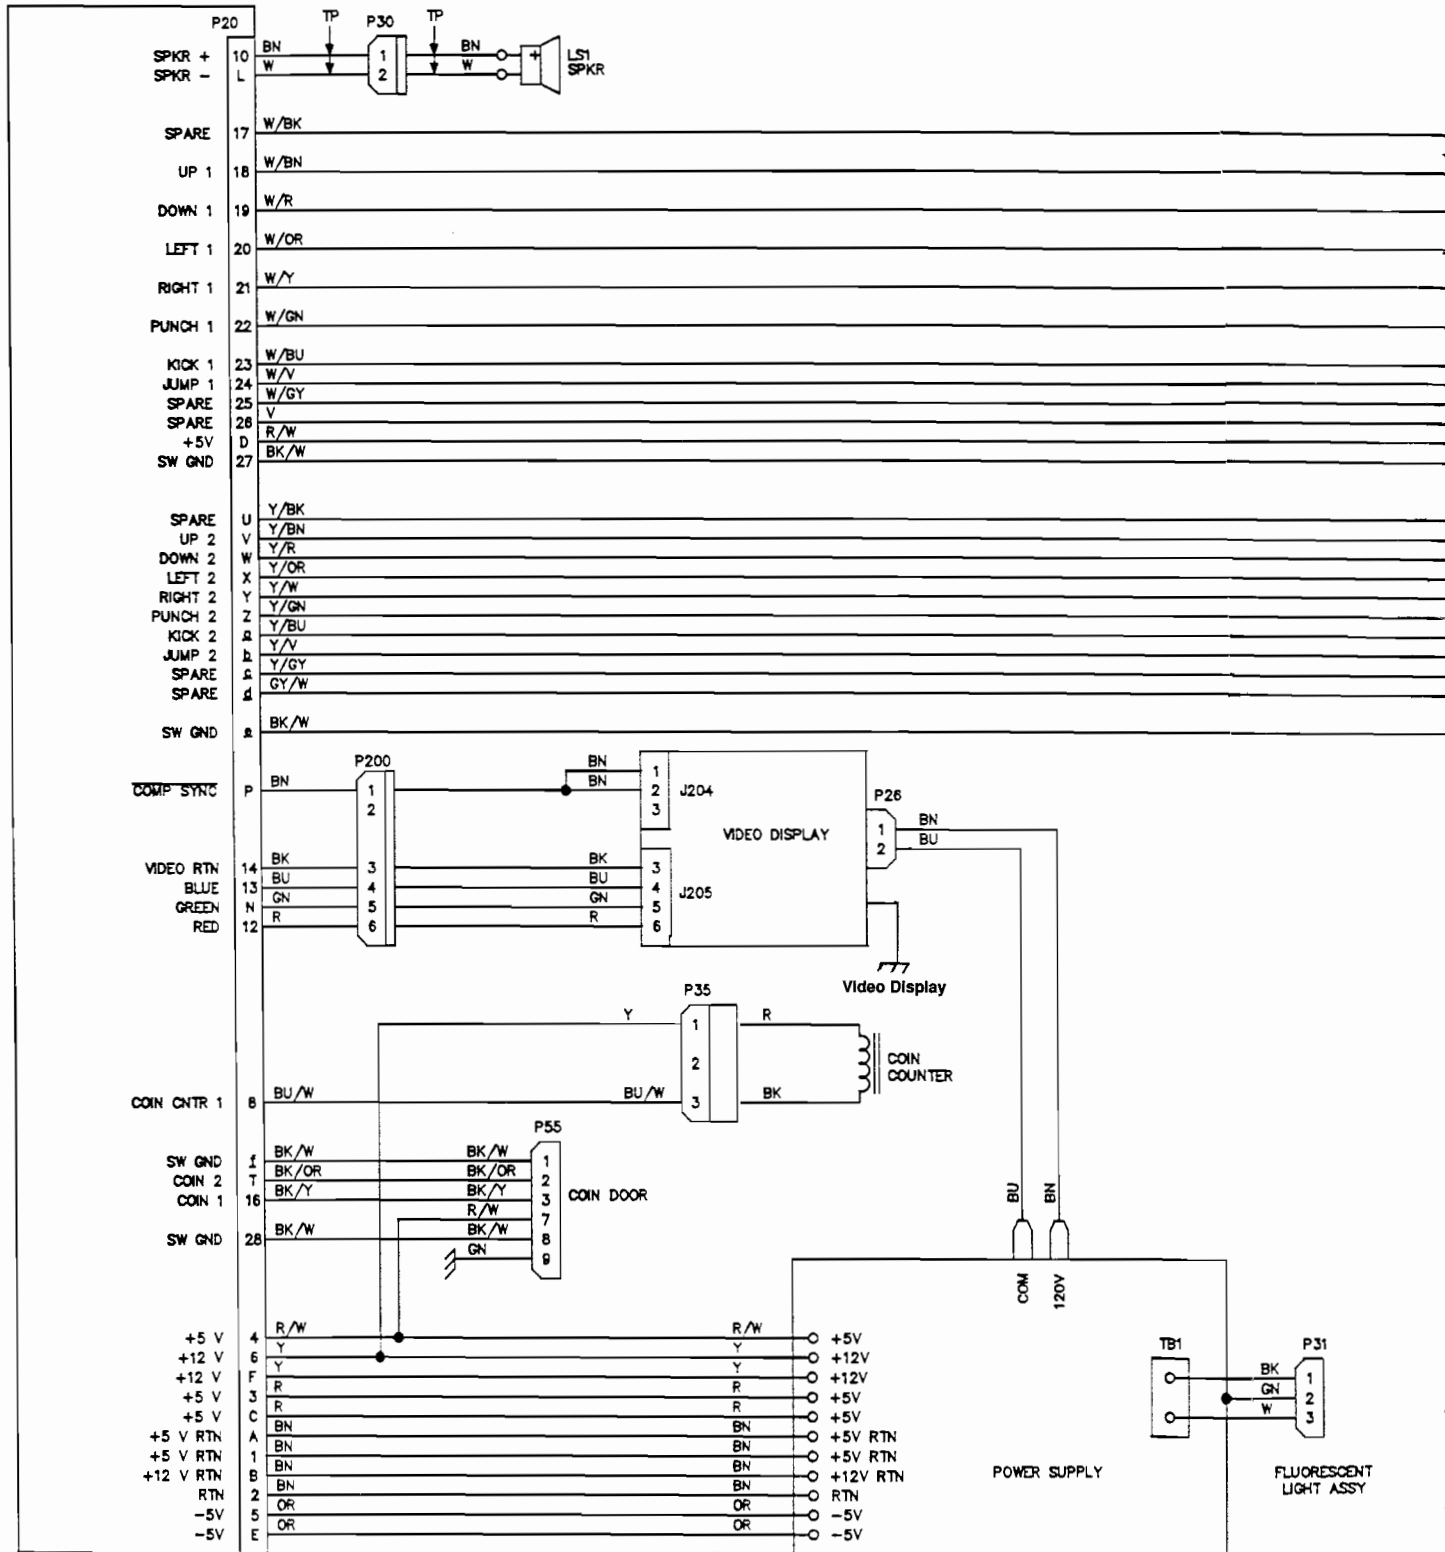 P20 TP P30 TP
SPKR + 10 BN 1 BN + LS1
SPKR - L W 2 W SPKR
SPARE 17 W/BK
UP 1 18 W/BN
DOWN 1 19 W/R
LEFT 1 20 W/OR
RIGHT 1 21 W/Y
PUNCH 1 22 W/GN
KICK 1 23 W/BU
JUMP 1 24 W/V
SPARE 25 W/GY
SPARE 26 V
+5V D R/W
SW GND 27 BK/W
SPARE U Y/BK
UP 2 V Y/BN
DOWN 2 W Y/R
LEFT 2 X Y/OR
RIGHT 2 Y Y/W
PUNCH 2 Z Y/GN
KICK 2 a Y/BU
JUMP 2 b Y/V
SPARE c Y/GY
SPARE d GY/W
SW GND e BK/W
P200 BN 1
COMP SYNC P BN 1 BN 2 J204 P26
2 3 VIDEO DISPLAY 1 BN
2 BU
VIDEO RTN 14 BK 3 BK 3
BLUE 13 BU 4 BU 4 J205
GREEN N GN 5 GN 5
RED 12 R 6 R 6
Video Display
P35
Y 1 R
2 COIN
COUNTER
COIN CNTR 1 8 BU/W BU/W 3 BK
P55
SW GND f BK/W BK/W 1
COIN 2 T BK/OR BK/OR 2
COIN 1 16 BK/Y BK/Y 3 COIN DOOR
R/W 7
SW GND 28 BK/W BK/W 8
GN 9
BU BN
COM 120V
+5 V 4 R/W R/W +5V TB1 P31
+12 V 6 Y Y +12V
+12 V F Y Y +12V BK 1
+5 V 3 R R +5V GN 2
+5 V C R R +5V W 3
+5 V RTN A BN BN +5V RTN
+5 V RTN 1 BN BN +5V RTN
+12 V RTN B BN BN +12V RTN POWER SUPPLY FLUORESCENT
LIGHT ASSY
RTN 2 BN BN RTN
-5V 5 OR OR -5V
-5V E OR OR -5V